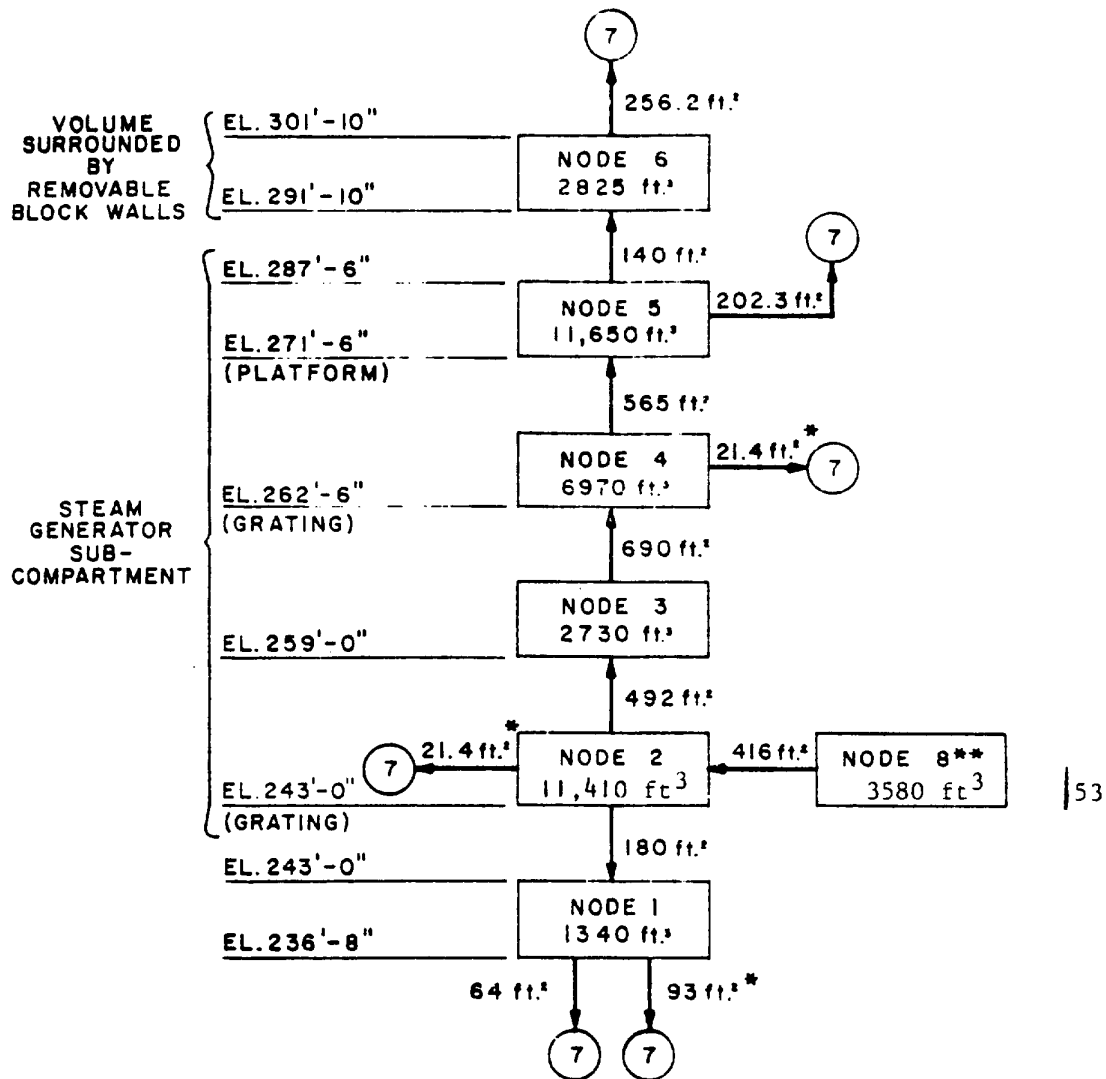 7
256.2 ft.²
VOLUME
SURROUNDED
BY
REMOVABLE
BLOCK WALLS
EL. 301'-10"
NODE 6
2825 ft.³
EL. 291'-10"
140 ft.²
7
EL. 287'-6"
202.3 ft.²
NODE 5
11,650 ft.³
EL. 271'-6"
(PLATFORM)
565 ft.²
21.4 ft.² *
7
NODE 4
6970 ft.³
EL. 262'-6"
(GRATING)
STEAM
GENERATOR
SUB-
COMPARTMENT
690 ft.²
NODE 3
2730 ft.³
EL. 259'-0"
492 ft.²
21.4 ft.² *
7
NODE 2
11,410 ft³
416 ft.²
NODE 8**
3580 ft³
53
EL. 243'-0"
(GRATING)
180 ft.²
EL. 243'-0"
NODE 1
1340 ft.³
EL. 236'-8"
64 ft.²
93 ft.² *
7
7